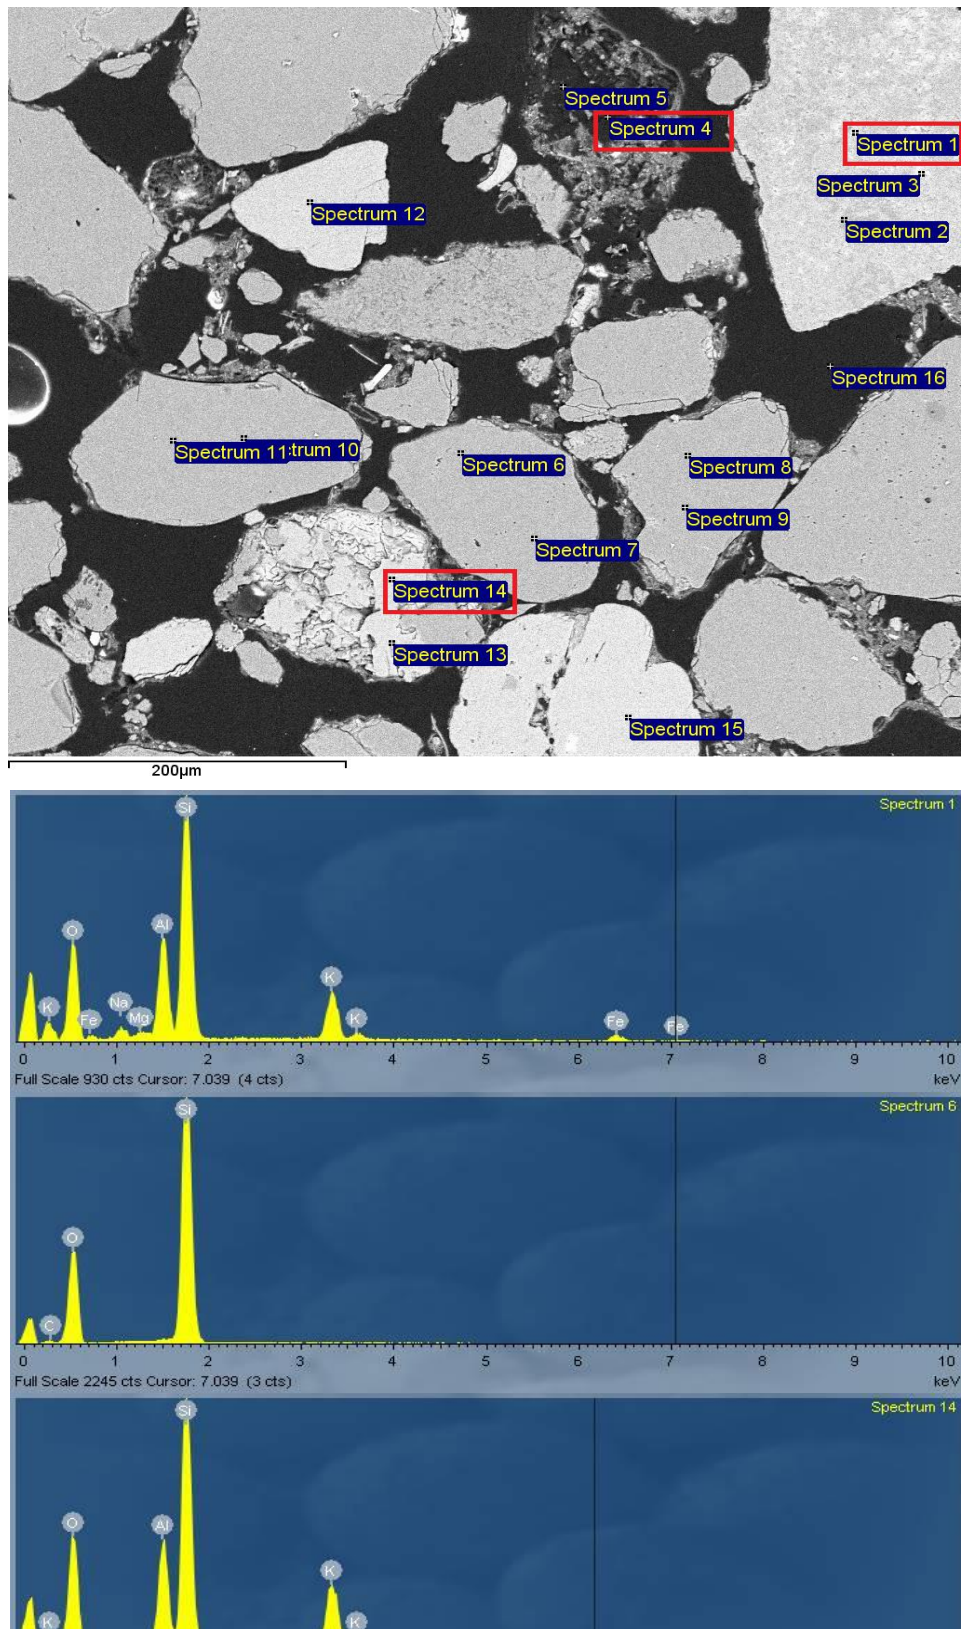 Spectrum 5
Spectrum 4
Spectrum 1
Spectrum 3
Spectrum 12
Spectrum 2
Spectrum 16
Spectrum 11 trum 10
Spectrum 6
Spectrum 8
Spectrum 9
Spectrum 7
Spectrum 14
Spectrum 13
Spectrum 15
200µm
Spectrum 1
Si
O
Al
K
K
Fe
Na
Mg
K
Fe
Fe
0 1 2 3 4 5 6 7 8 9 10
Full Scale 930 cts Cursor: 7.039 (4 cts)
keV
Spectrum 6
Si
O
C
0 1 2 3 4 5 6 7 8 9 10
Full Scale 2245 cts Cursor: 7.039 (3 cts)
keV
Spectrum 14
Si
O
Al
K
K
K